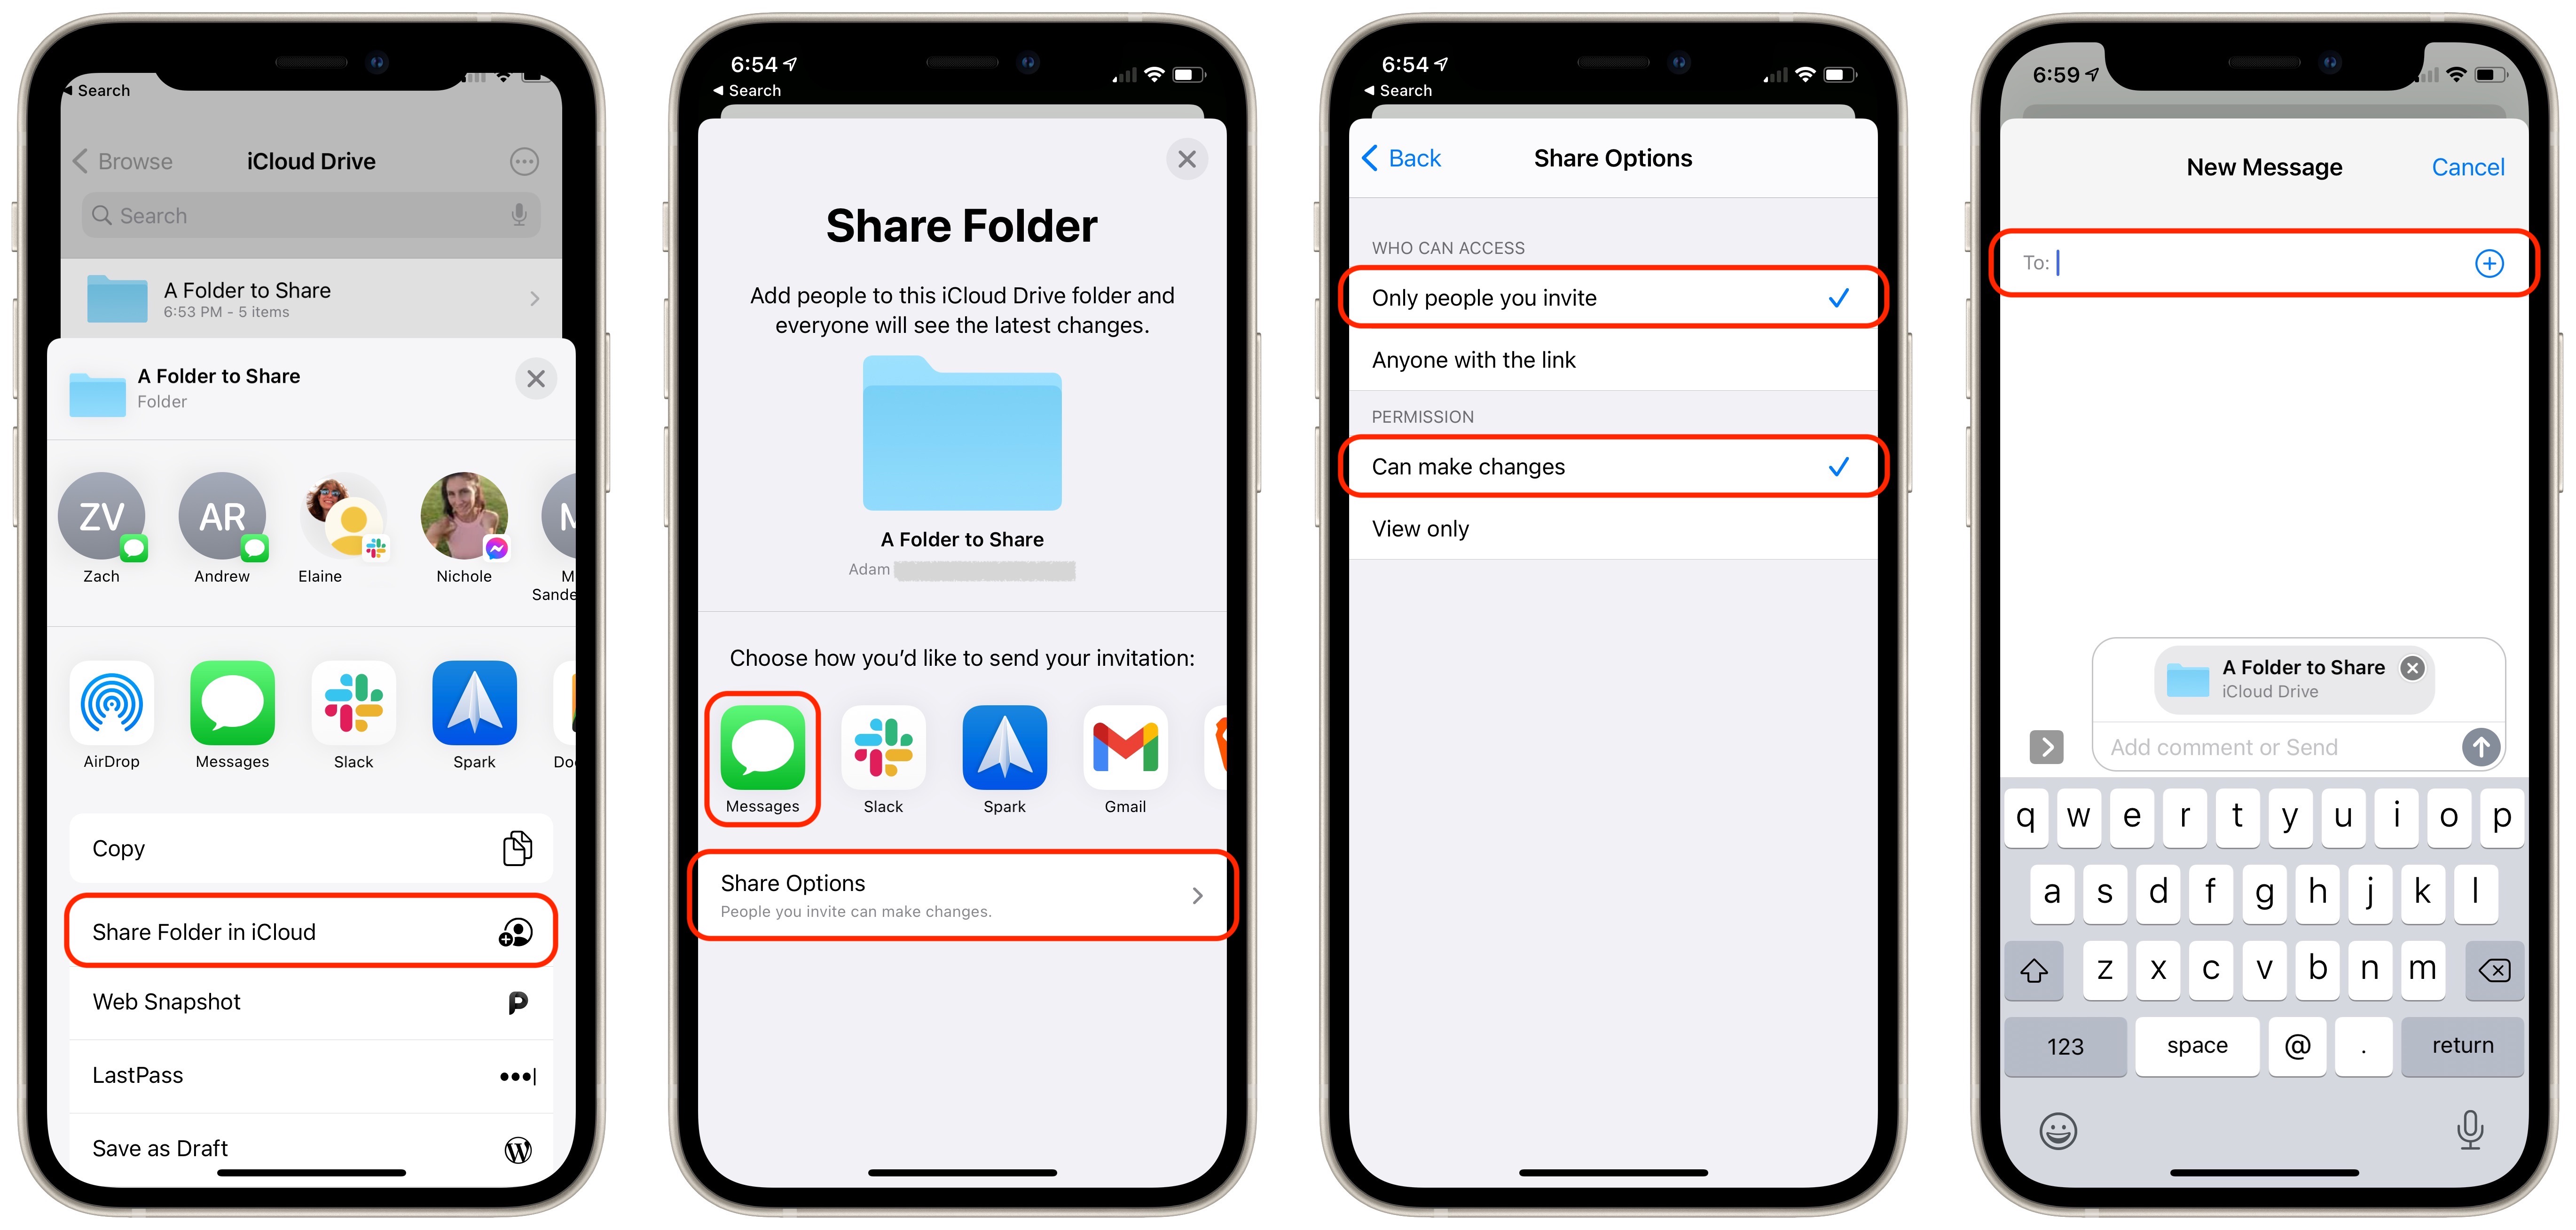 Search
Browse
iCloud Drive
Search
A Folder to Share
6:53 PM - 5 items
A Folder to Share
Folder
ZV
AR
Zach
Andrew
Elaine
Nichole
AirDrop
Messages
Slack
Spark
Copy
Share Folder in iCloud
Web Snapshot
LastPass
Save as Draft
6:54
Search
Share Folder
Add people to this iCloud Drive folder and
everyone will see the latest changes.
A Folder to Share
Adam
Choose how you’d like to send your invitation:
Messages
Slack
Spark
Gmail
Share Options
People you invite can make changes.
6:54
Search
Back
Share Options
WHO CAN ACCESS
Only people you invite
Anyone with the link
PERMISSION
Can make changes
View only
6:59
New Message
Cancel
To:
A Folder to Share
iCloud Drive
Add comment or Send
q w e r t y u i o p
a s d f g h j k l
z x c v b n m
123 space @ . return